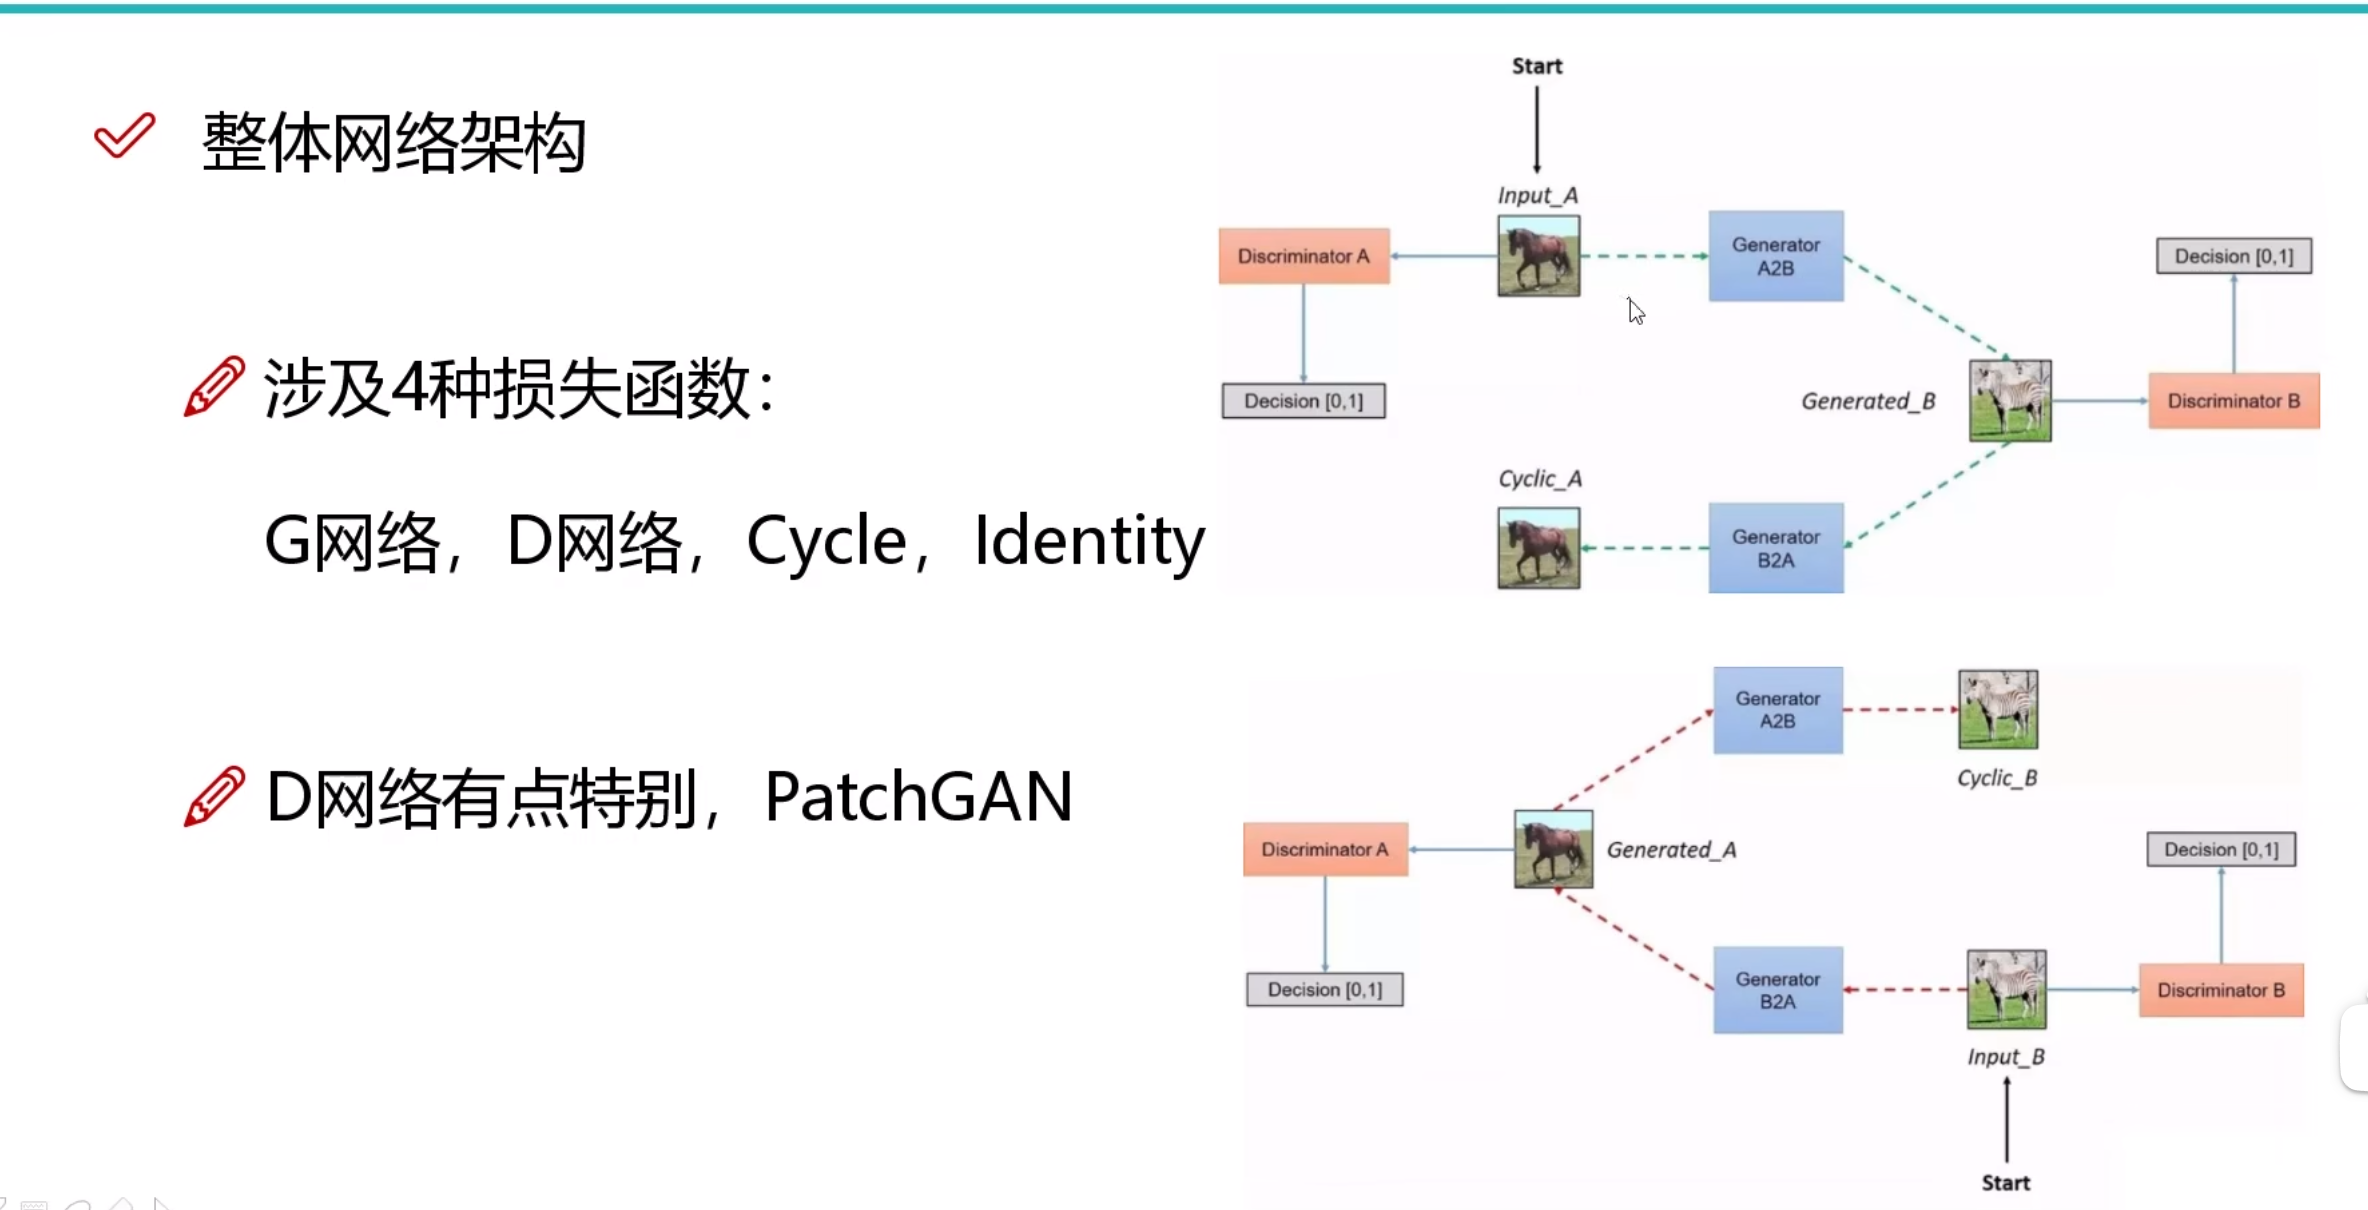 整体网络架构
涉及4种损失函数：
G网络，D网络，Cycle，Identity
D网络有点特别，PatchGAN
Start
Input_A
Discriminator A
Generator
A2B
Decision [0,1]
Decision [0,1]
Generated_B
Discriminator B
Cyclic_A
Generator
B2A
Generator
A2B
Cyclic_B
Discriminator A
Generated_A
Decision [0,1]
Decision [0,1]
Generator
B2A
Discriminator B
Input_B
Start